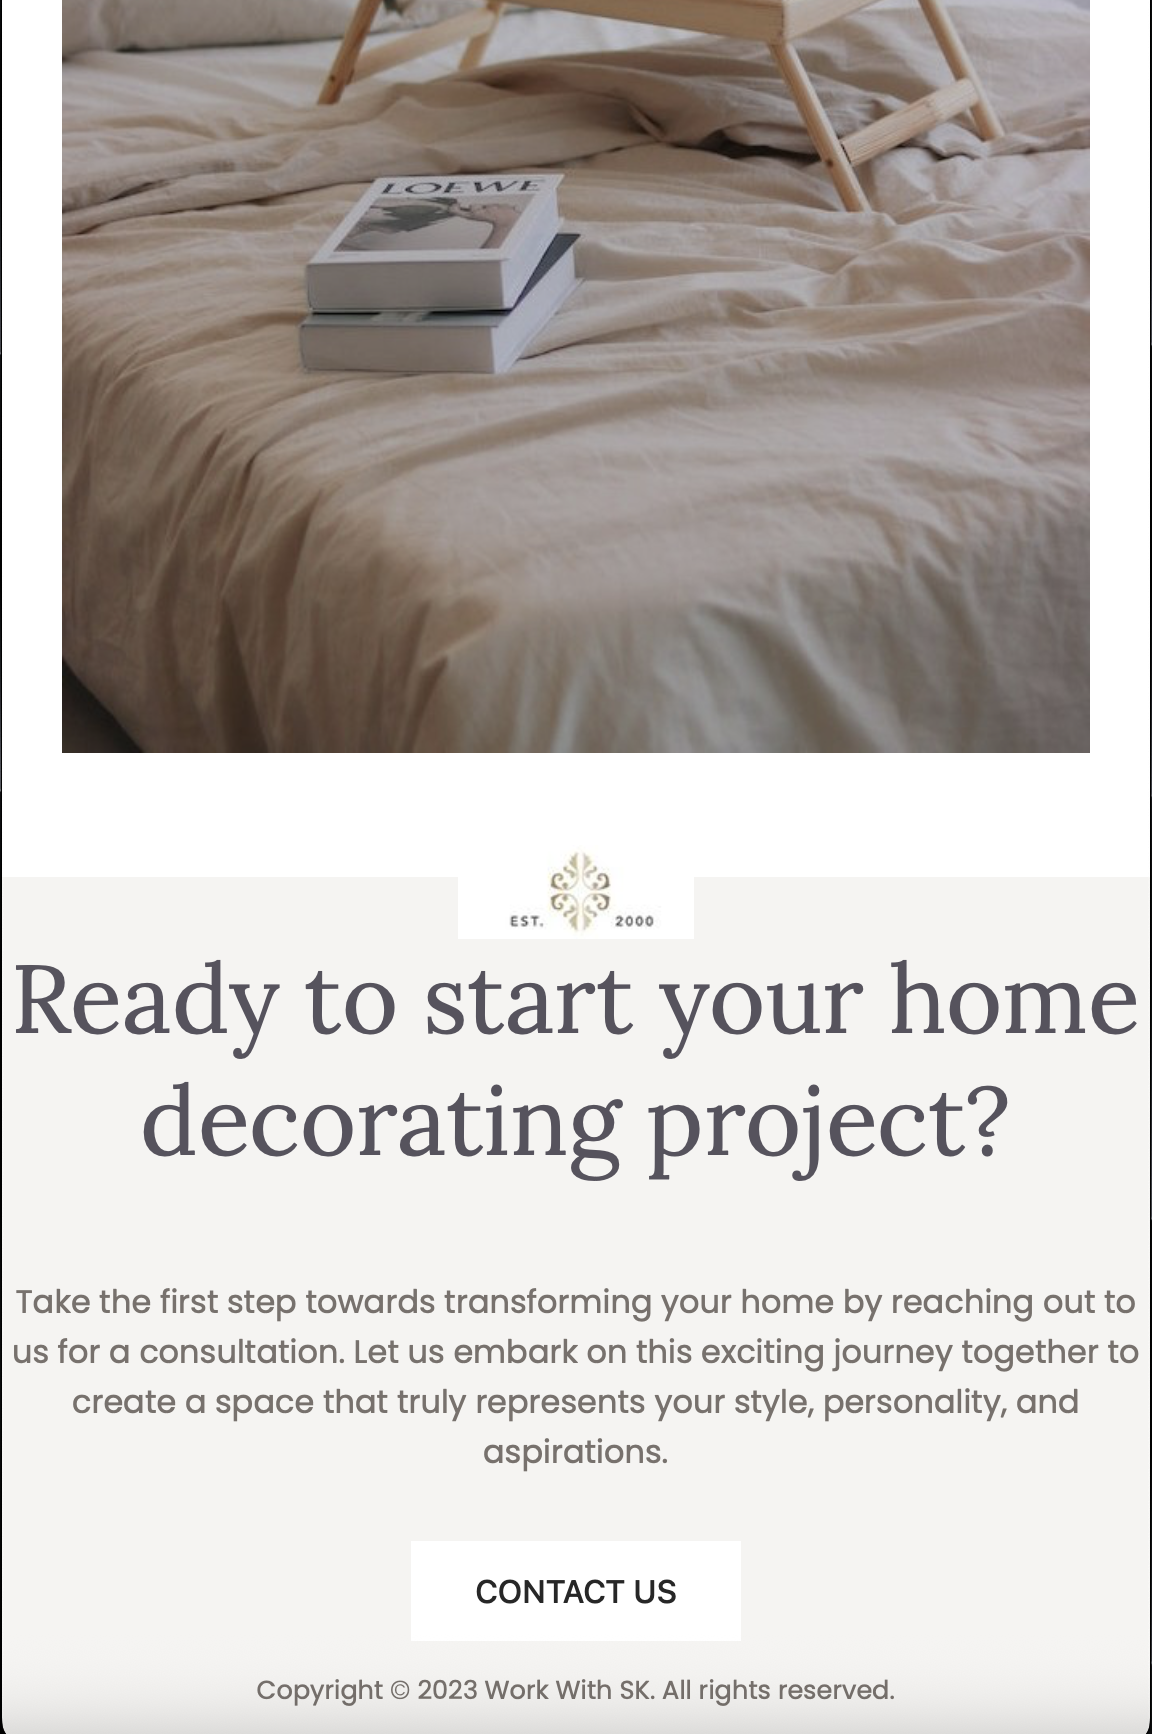 LOEWE
EST. 2000
Ready to start your home
decorating project?
Take the first step towards transforming your home by reaching out to
us for a consultation. Let us embark on this exciting journey together to
create a space that truly represents your style, personality, and
aspirations.
CONTACT US
Copyright © 2023 Work With SK. All rights reserved.